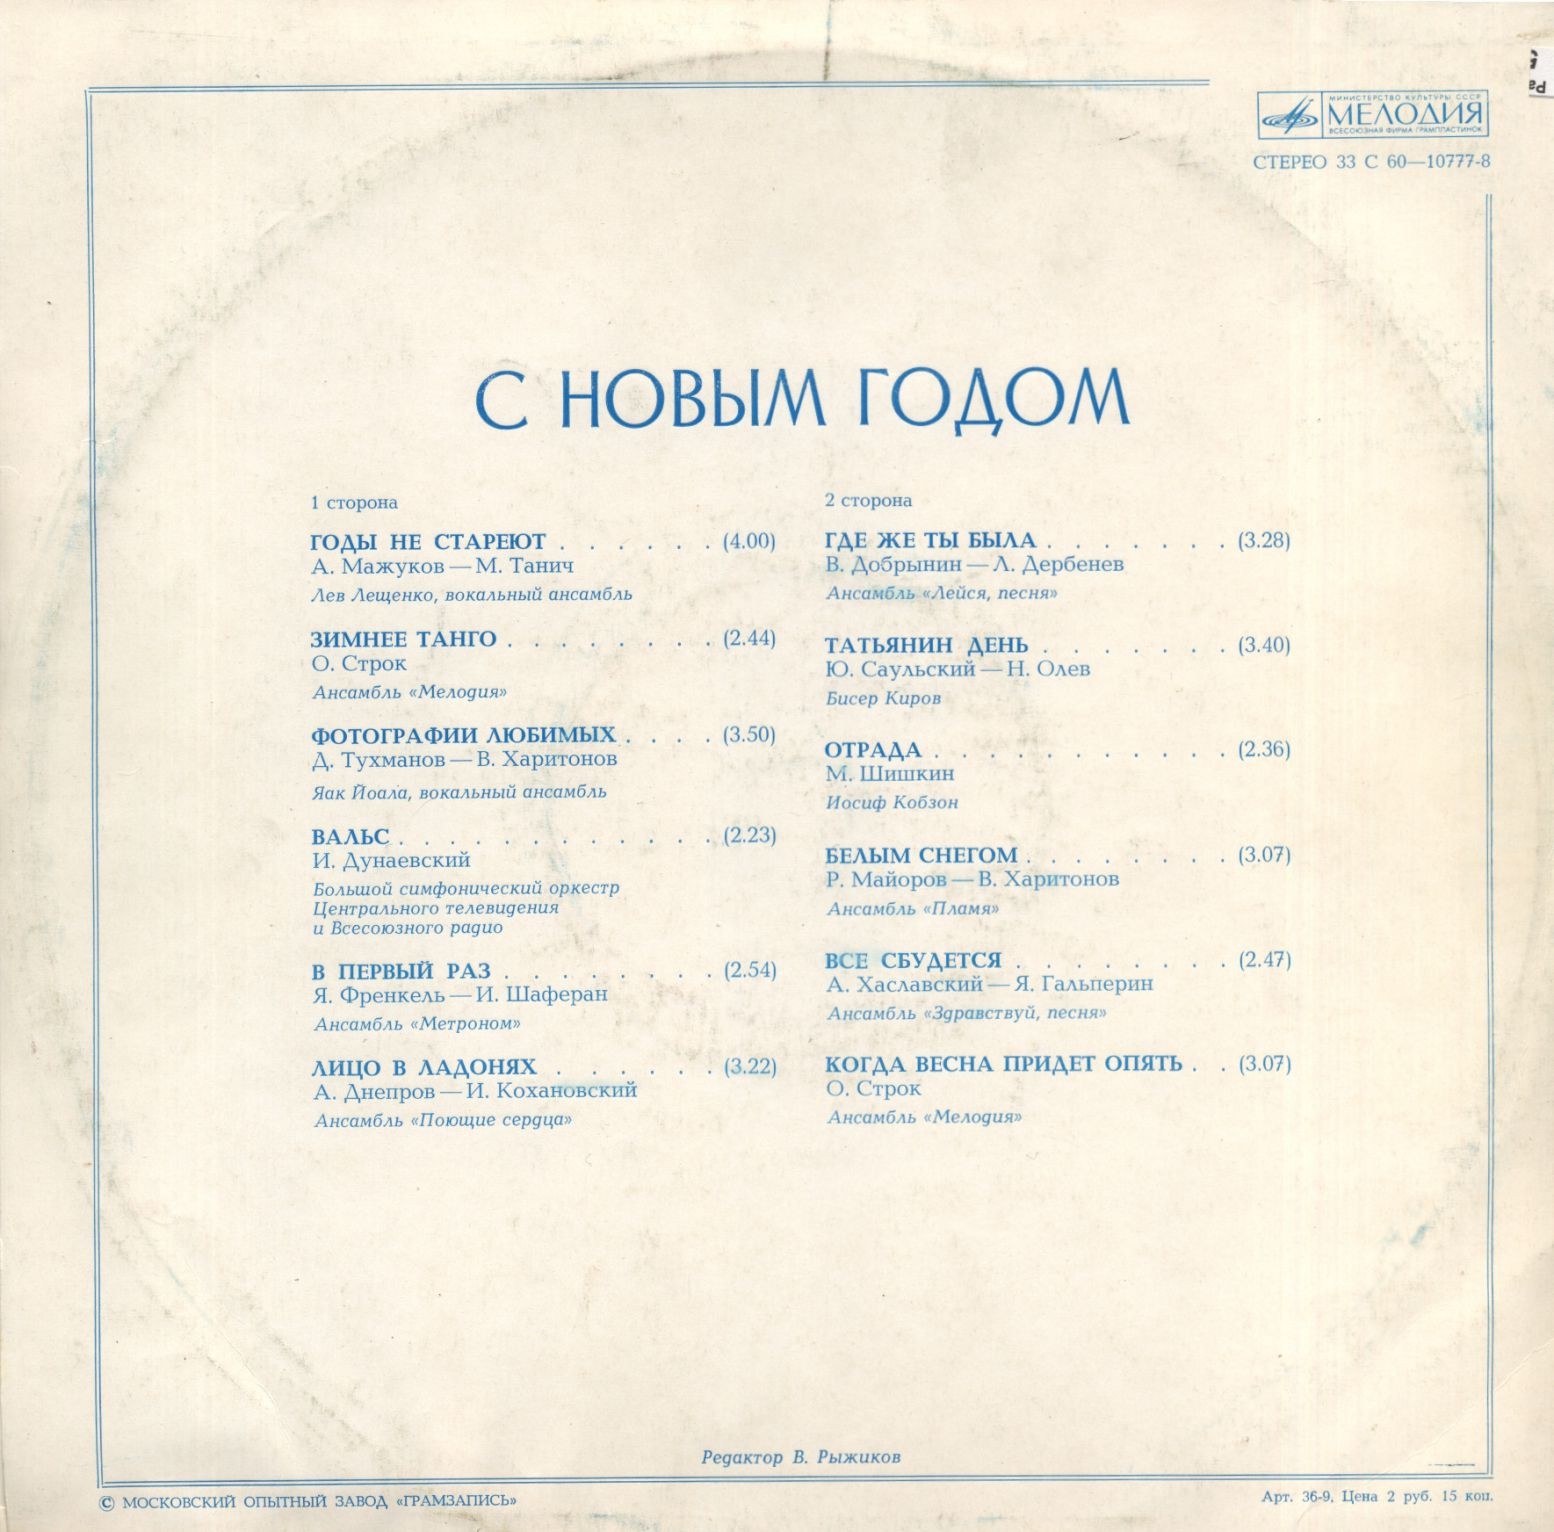 МИНИСТЕРСТВО КУЛЬТУРЫ СССР
МЕЛОДИЯ
ВСЕСОЮЗНАЯ ФИРМА ГРАМПЛАСТИНОК
СТЕРЕО 33 С 60—10777-8
С НОВЫМ ГОДОМ
1 сторона
ГОДЫ НЕ СТАРЕЮТ . . . . . . (4.00)
А. Мажуков — М. Танич
Лев Лещенко, вокальный ансамбль
ЗИМНЕЕ ТАНГО . . . . . . . . (2.44)
О. Строк
Ансамбль «Мелодия»
ФОТОГРАФИИ ЛЮБИМЫХ . . . . (3.50)
Д. Тухманов — В. Харитонов
Яак Йоала, вокальный ансамбль
ВАЛЬС . . . . . . . . . . . . (2.23)
И. Дунаевский
Большой симфонический оркестр
Центрального телевидения
и Всесоюзного радио
В ПЕРВЫЙ РАЗ . . . . . . . . (2.54)
Я. Френкель — И. Шаферан
Ансамбль «Метроном»
ЛИЦО В ЛАДОНЯХ . . . . . . (3.22)
А. Днепров — И. Кохановский
Ансамбль «Поющие сердца»
2 сторона
ГДЕ ЖЕ ТЫ БЫЛА . . . . . . . (3.28)
В. Добрынин — Л. Дербенев
Ансамбль «Лейся, песня»
ТАТЬЯНИН ДЕНЬ . . . . . . . (3.40)
Ю. Саульский — Н. Олев
Бисер Киров
ОТРАДА . . . . . . . . . . . (2.36)
М. Шишкин
Иосиф Кобзон
БЕЛЫМ СНЕГОМ . . . . . . . . (3.07)
Р. Майоров — В. Харитонов
Ансамбль «Пламя»
ВСЕ СБУДЕТСЯ . . . . . . . . (2.47)
А. Хаславский — Я. Гальперин
Ансамбль «Здравствуй, песня»
КОГДА ВЕСНА ПРИДЕТ ОПЯТЬ . . (3.07)
О. Строк
Ансамбль «Мелодия»
Редактор В. Рыжиков
© МОСКОВСКИЙ ОПЫТНЫЙ ЗАВОД «ГРАМЗАПИСЬ»
Арт. 36-9, Цена 2 руб. 15 коп.